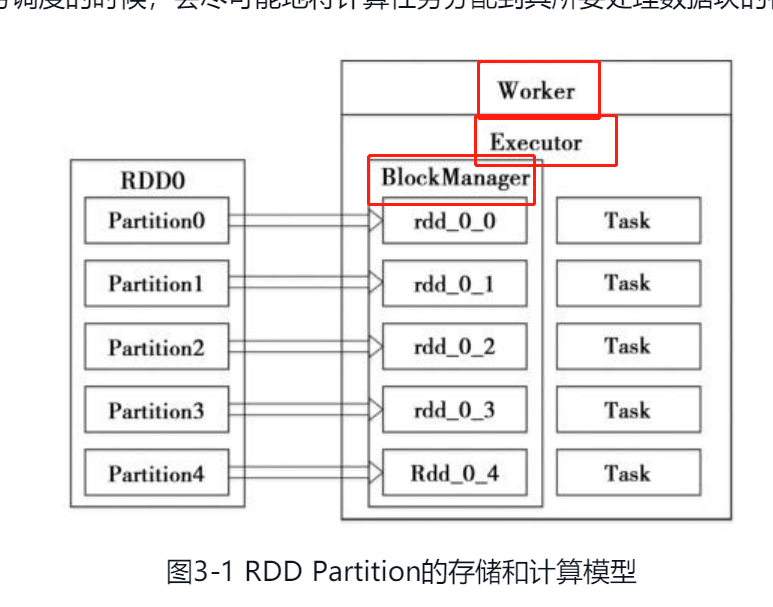 务调度的时候，会尽可能地将计算任务分配到其所要处理数据块的
Worker
Executor
RDD0
BlockManager
Partition0
rdd_0_0
Task
Partition1
rdd_0_1
Task
Partition2
rdd_0_2
Task
Partition3
rdd_0_3
Task
Partition4
Rdd_0_4
Task
图3-1 RDD Partition的存储和计算模型